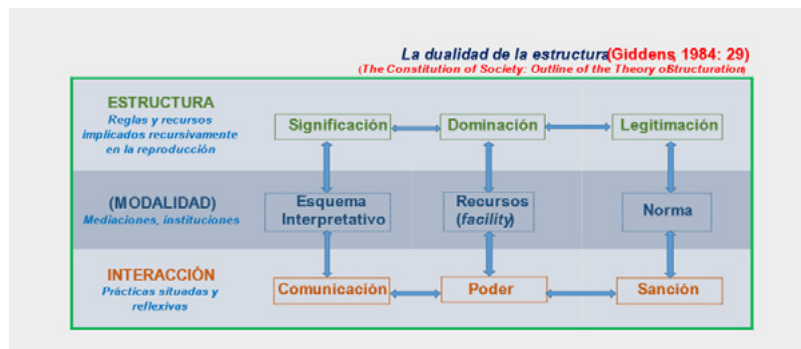 La dualidad de la estructura(Giddens, 1984: 29)
(The Constitution of Society: Outline of the Theory ofStructuration)
ESTRUCTURA
Reglas y recursos
implicados recursivamente
en la reproducción
Significación
Dominación
Legitimación
(MODALIDAD)
Mediaciones, instituciones
Esquema
Interpretativo
Recursos
(facility)
Norma
INTERACCIÓN
Prácticas situadas y
reflexivas
Comunicación
Poder
Sanción